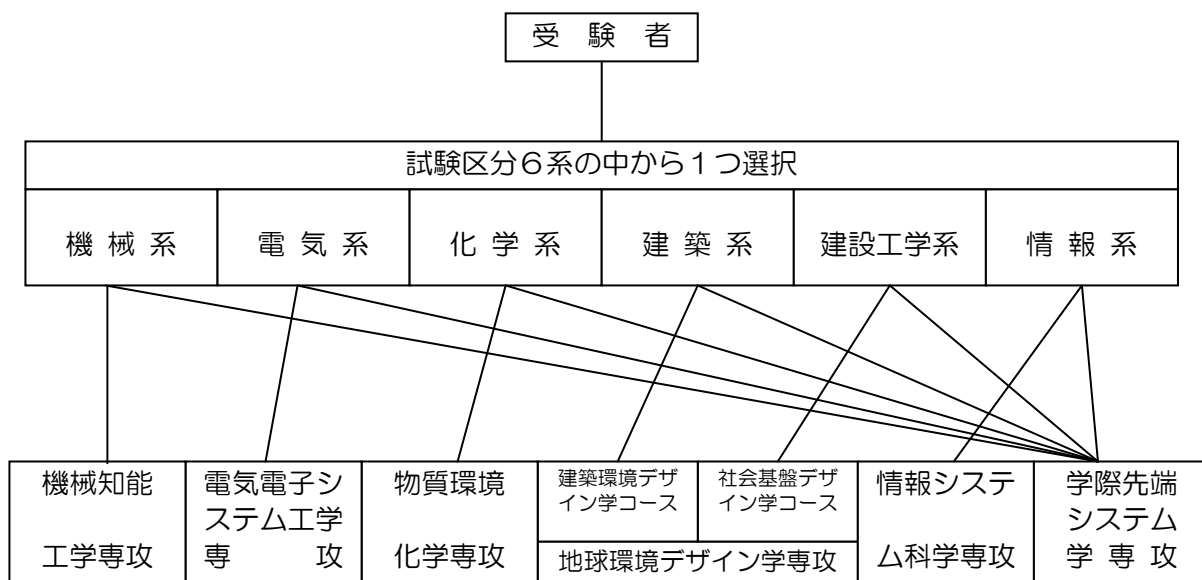 受 験 者
試験区分6系の中から1つ選択
機 械 系
電 気 系
化 学 系
建 築 系
建設工学系
情 報 系
機械知能
工学専攻
電気電子シ
ステム工学
専 攻
物質環境
化学専攻
建築環境デザ
イン学コース
社会基盤デザ
イン学コース
地球環境デザイン学専攻
情報システ
ム科学専攻
学際先端
システム
学 専 攻